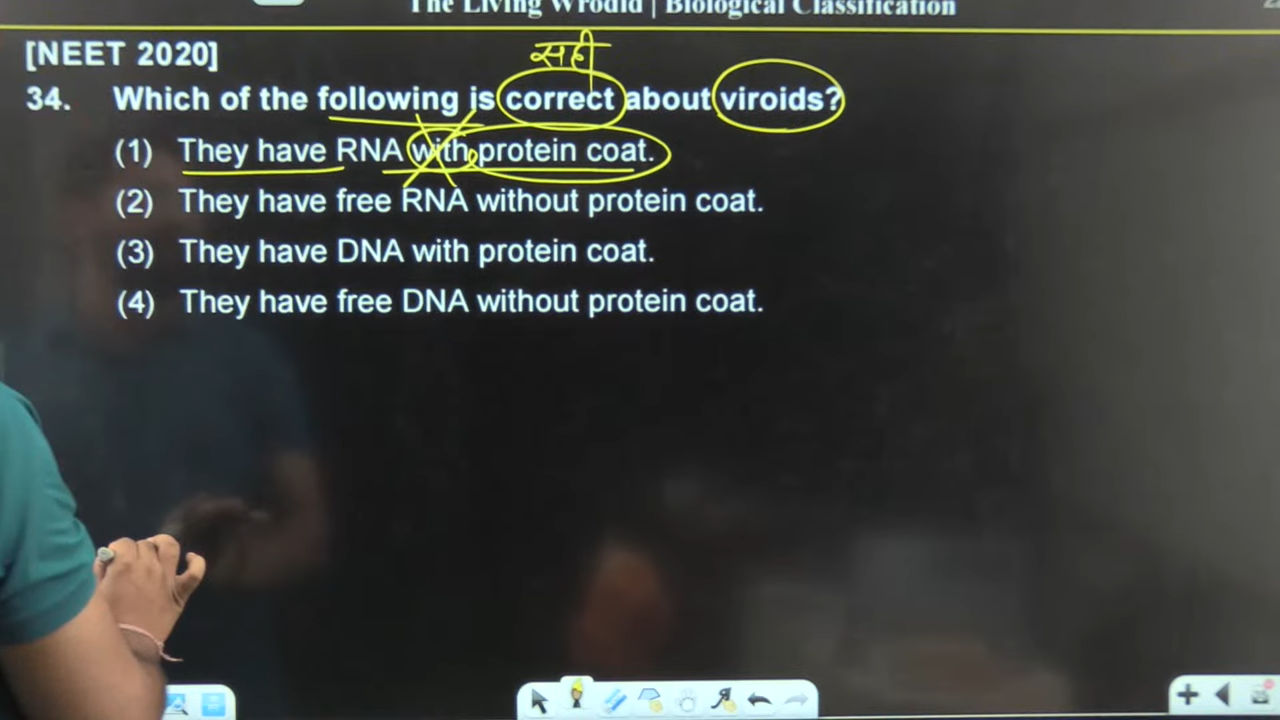 The Living Wrodld | Biological Classification
[NEET 2020]
सही
34. Which of the following is correct about viroids?
(1) They have RNA with protein coat.
(2) They have free RNA without protein coat.
(3) They have DNA with protein coat.
(4) They have free DNA without protein coat.